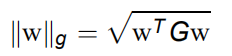 ‖w‖_g = √(w^T G w)